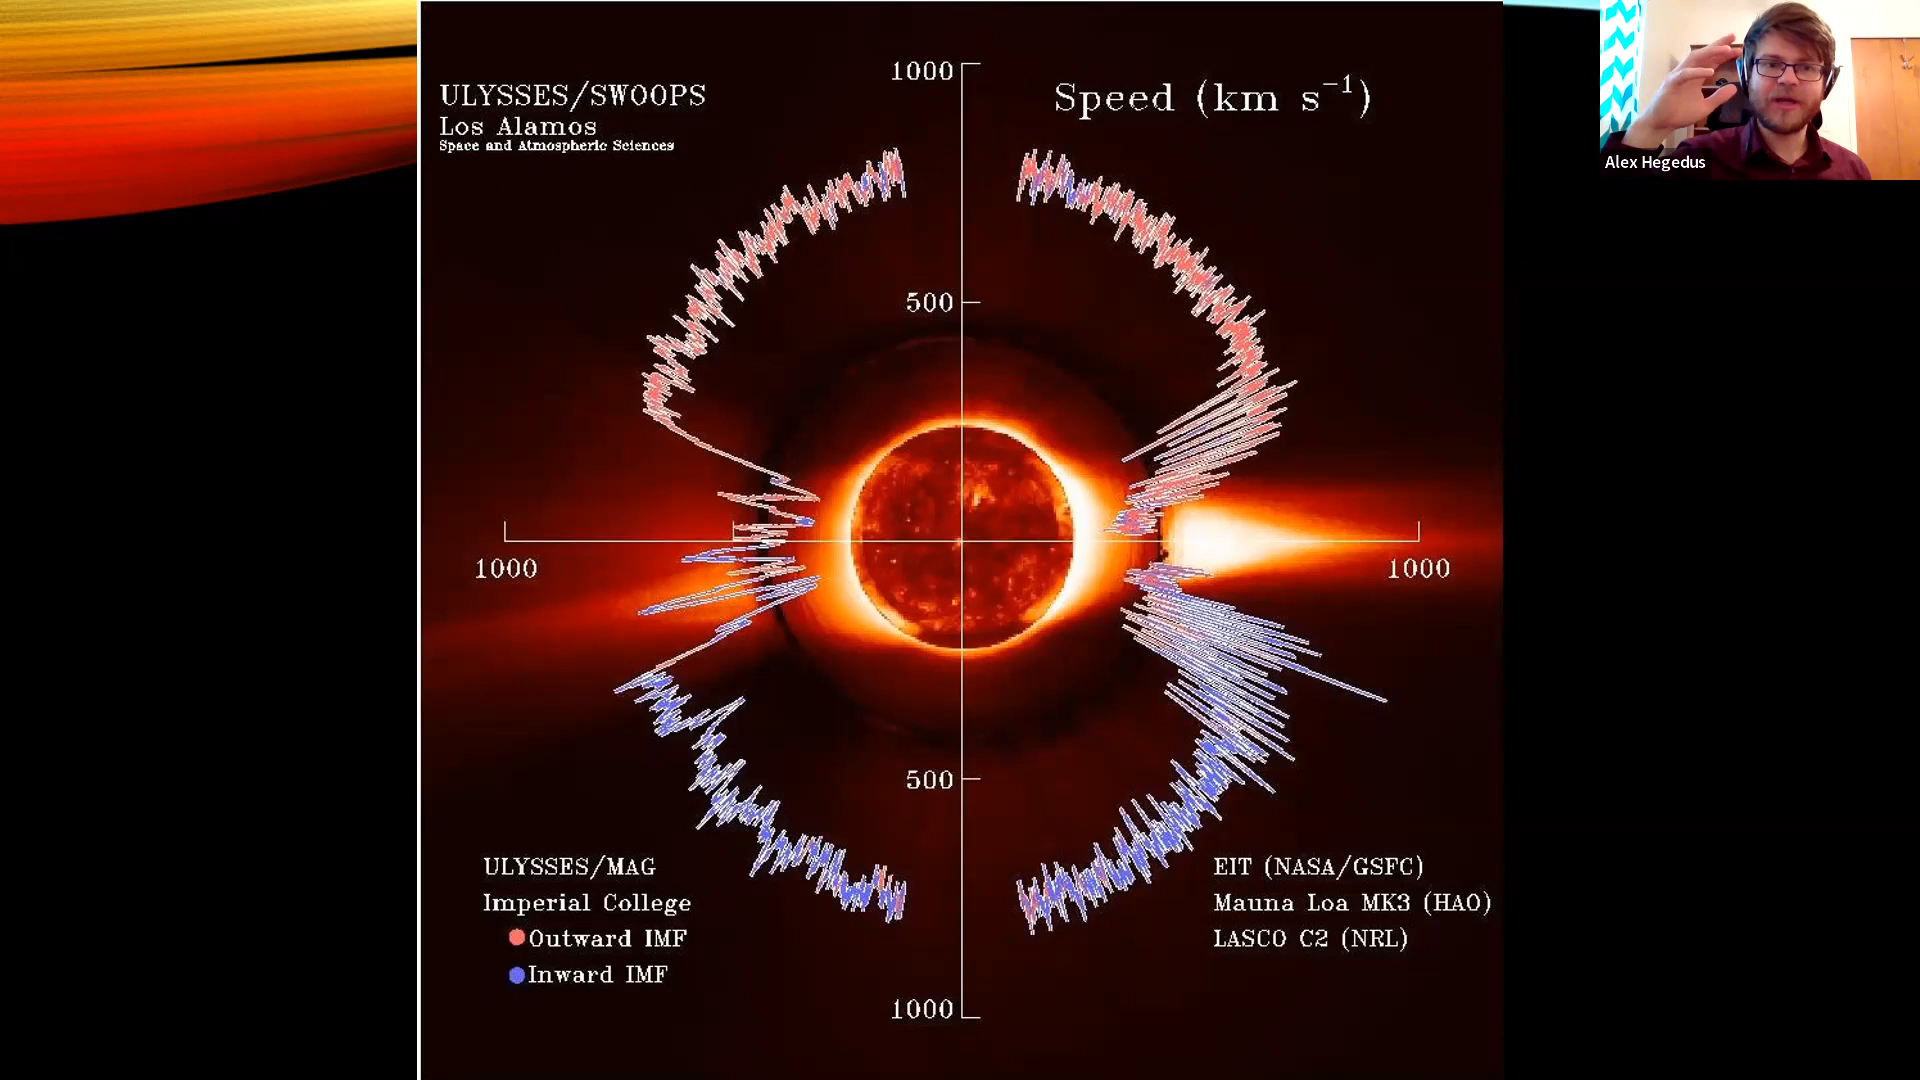 ULYSSES/SWOOPS
Los Alamos
Space and Atmospheric Sciences
1000
Speed (km s⁻¹)
Alex Hegedus
500
1000
1000
500
ULYSSES/MAG
Imperial College
Outward IMF
Inward IMF
EIT (NASA/GSFC)
Mauna Loa MK3 (HAO)
LASCO C2 (NRL)
1000